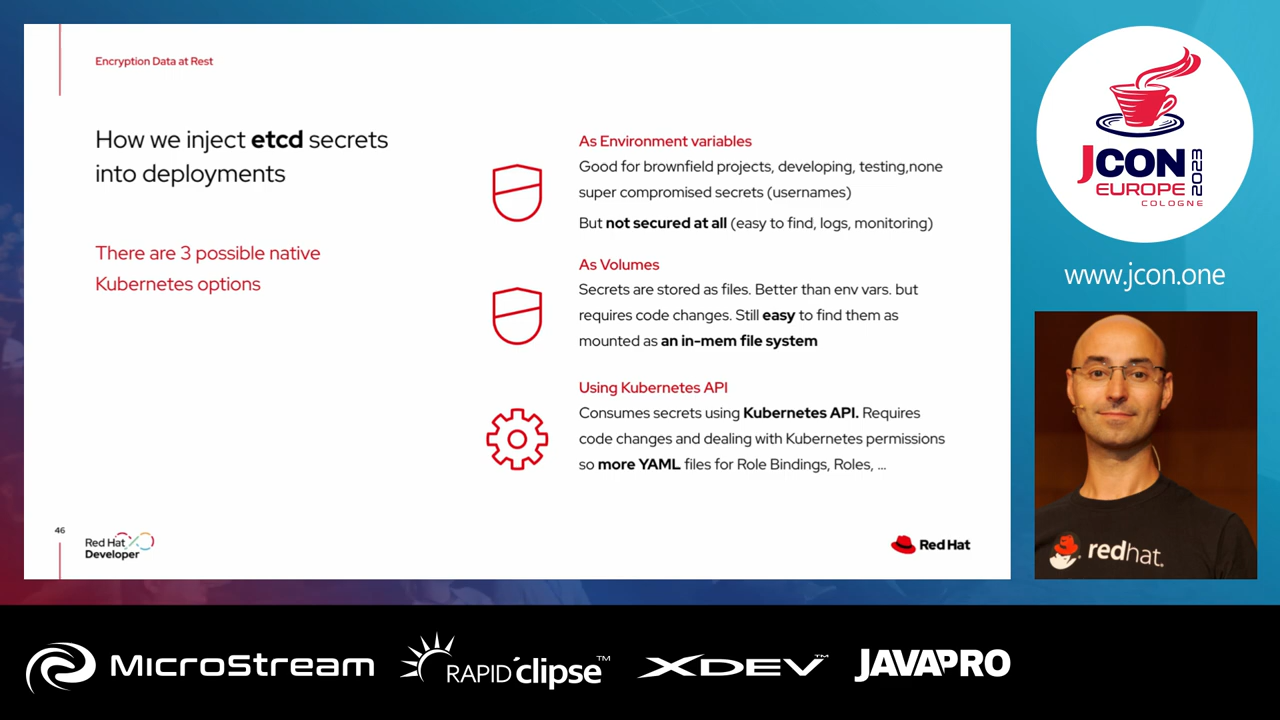 Encryption Data at Rest
How we inject etcd secrets
into deployments
There are 3 possible native
Kubernetes options
As Environment variables
Good for brownfield projects, developing, testing,none
super compromised secrets (usernames)
But not secured at all (easy to find, logs, monitoring)
As Volumes
Secrets are stored as files. Better than env vars. but
requires code changes. Still easy to find them as
mounted as an in-mem file system
Using Kubernetes API
Consumes secrets using Kubernetes API. Requires
code changes and dealing with Kubernetes permissions
so more YAML files for Role Bindings, Roles, ...
46
Red Hat
Developer
Red Hat
JCON
EUROPE
2023
COLOGNE
www.jcon.one
redhat.
MICROSTREAM
RAPIDclipse™
XDEV™
JAVAPRO